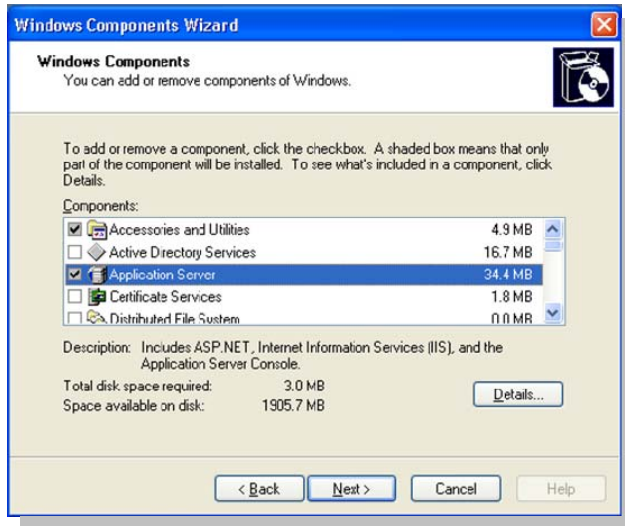 Windows Components Wizard
Windows Components
You can add or remove components of Windows.
To add or remove a component, click the checkbox. A shaded box means that only
part of the component will be installed. To see what's included in a component, click
Details.
Components:
Accessories and Utilities 4.9 MB
Active Directory Services 16.7 MB
Application Server 34.4 MB
Certificate Services 1.8 MB
Distributed File System 0.0 MB
Description: Includes ASP.NET, Internet Information Services (IIS), and the
Application Server Console.
Total disk space required: 3.0 MB
Space available on disk: 1905.7 MB
Details...
< Back Next > Cancel Help